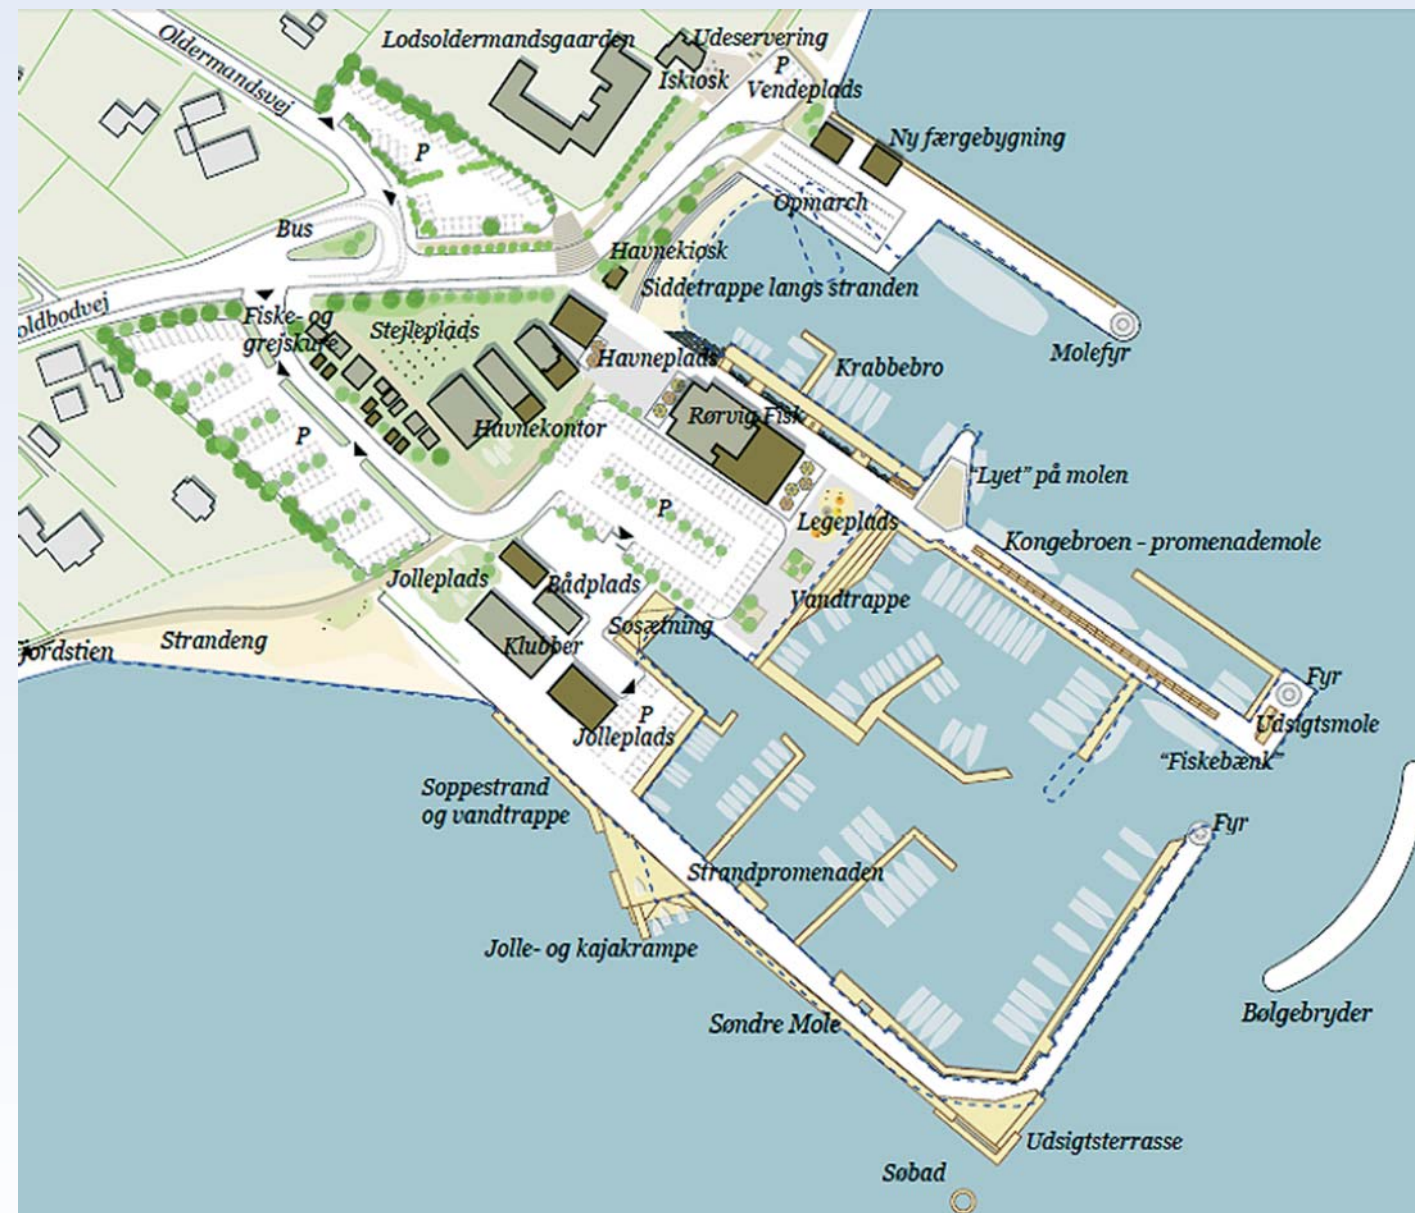 Oldermandsvej
Lodsoldermandsgaarden
Udeservering
Iskiosk
P
Vendeplads
Ny færgebygning
P
Opmarch
Bus
Havnekiosk
Siddetrappe langs stranden
oldbodvej
Fiske- og
grejskure
Stejleplads
Havneplads
Molefyr
Krabbebro
Rørvig Fisk
Havnekontor
P
"Lyet" på molen
P
Legeplads
Kongebroen - promenademole
Jolleplads
Bådplads
Vandtrappe
Søsætning
Strandeng
Klubber
fjordstien
Fyr
P
Jolleplads
Udsigtsmole
"Fiskebænk"
Soppestrand
og vandtrappe
Fyr
Strandpromenaden
Jolle- og kajakrampe
Søndre Mole
Bølgebryder
Udsigtsterrasse
Søbad